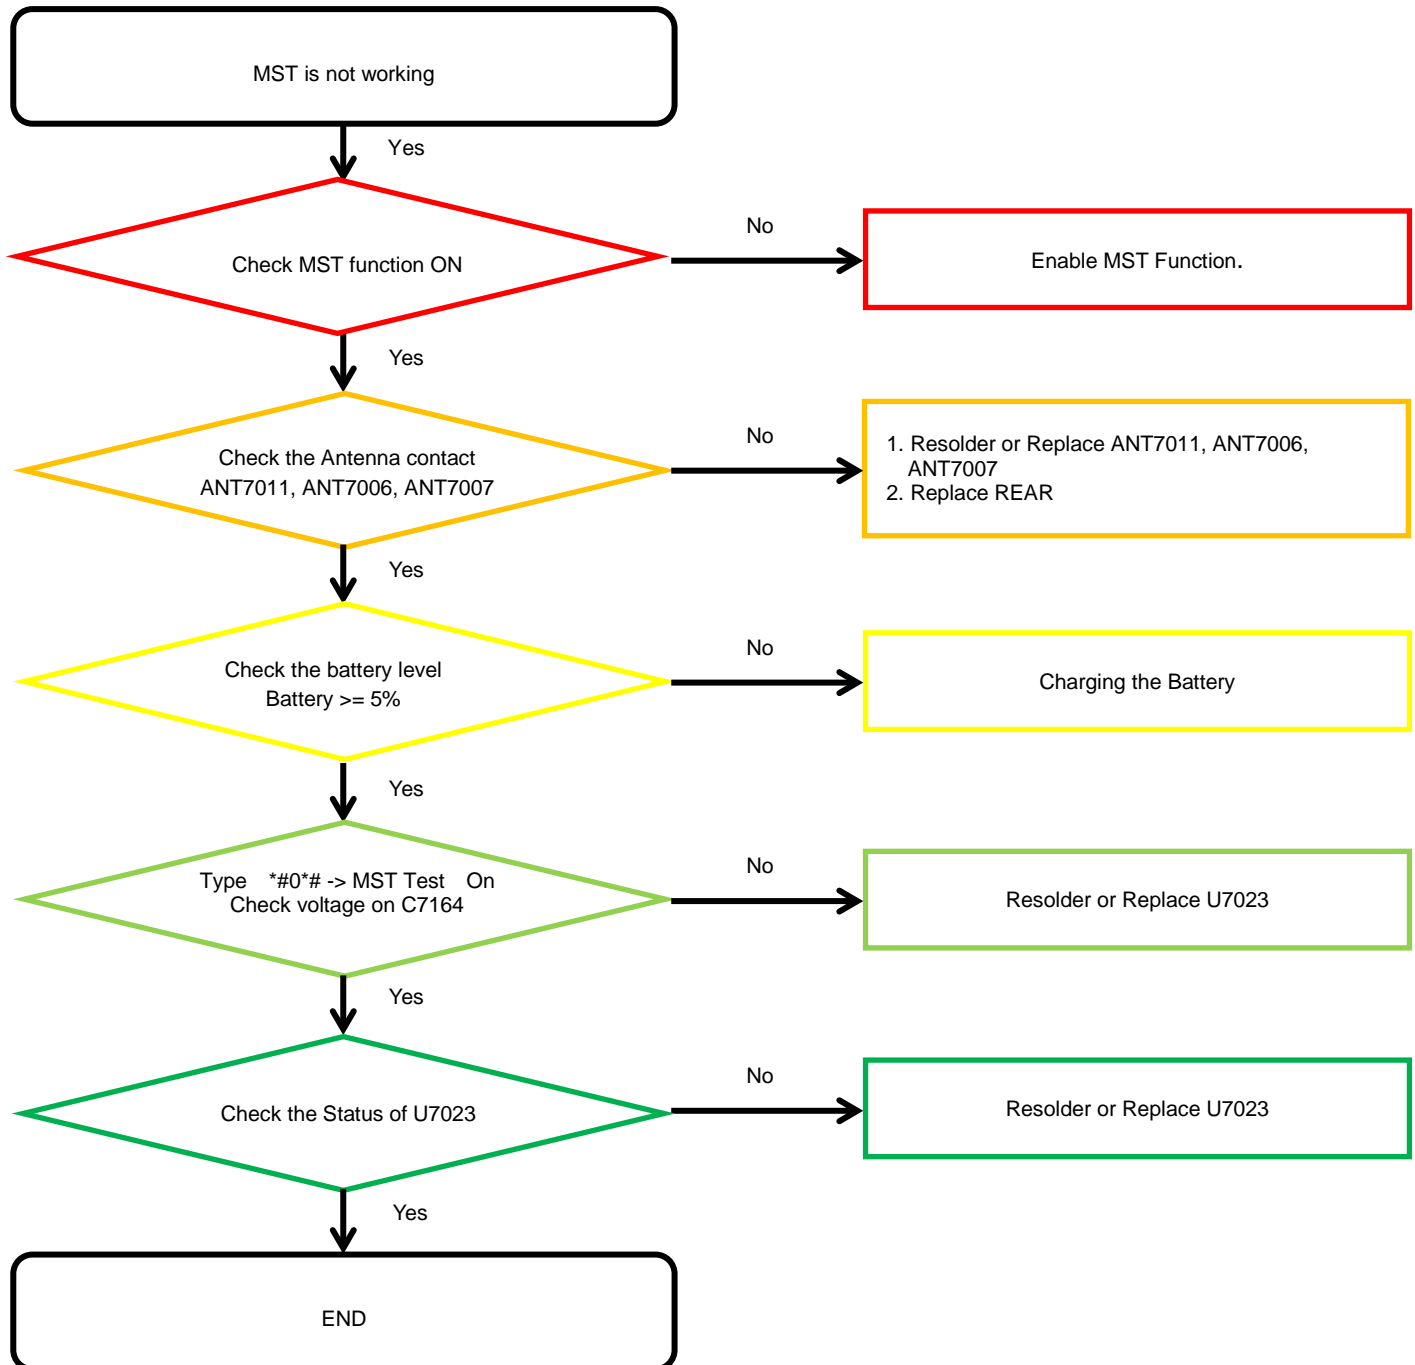 MST is not working
Yes
Check MST function ON
No
Enable MST Function.
Yes
Check the Antenna contact
ANT7011, ANT7006, ANT7007
No
1. Resolder or Replace ANT7011, ANT7006,
ANT7007
2. Replace REAR
Yes
Check the battery level
Battery >= 5%
No
Charging the Battery
Yes
Type *#0*# -> MST Test On
Check voltage on C7164
No
Resolder or Replace U7023
Yes
Check the Status of U7023
No
Resolder or Replace U7023
Yes
END